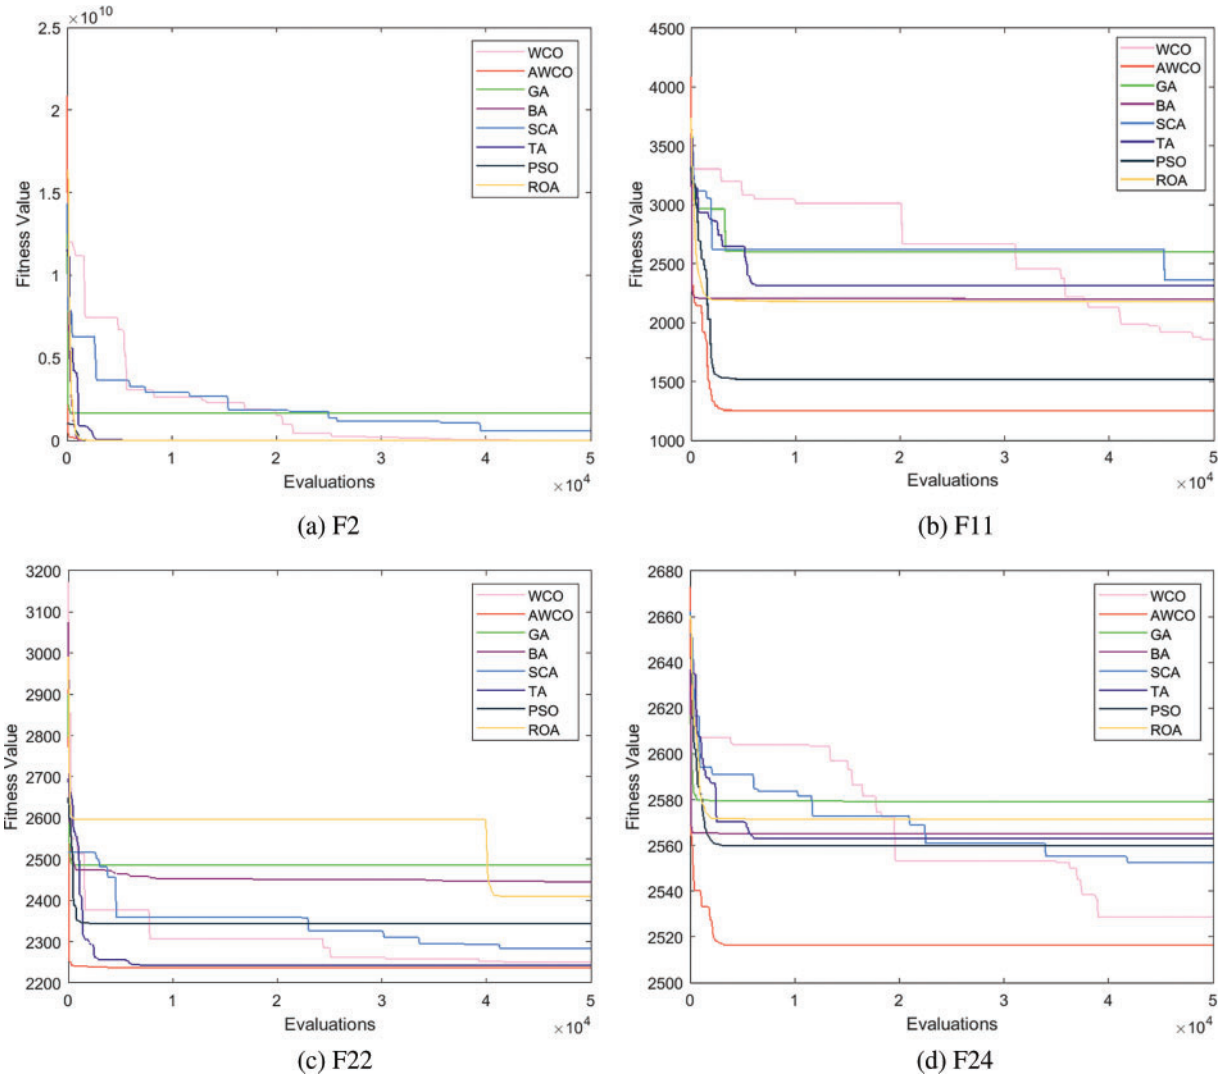 ×10^10
2.5
2
1.5
1
0.5
0
Fitness Value
WCO
AWCO
GA
BA
SCA
TA
PSO
ROA
0 1 2 3 4 5
Evaluations
×10^4
(a) F2
4500
4000
3500
3000
2500
2000
1500
1000
Fitness Value
WCO
AWCO
GA
BA
SCA
TA
PSO
ROA
0 1 2 3 4 5
Evaluations
×10^4
(b) F11
3200
3100
3000
2900
2800
2700
2600
2500
2400
2300
2200
Fitness Value
WCO
AWCO
GA
BA
SCA
TA
PSO
ROA
0 1 2 3 4 5
Evaluations
×10^4
(c) F22
2680
2660
2640
2620
2600
2580
2560
2540
2520
2500
Fitness Value
WCO
AWCO
GA
BA
SCA
TA
PSO
ROA
0 1 2 3 4 5
Evaluations
×10^4
(d) F24